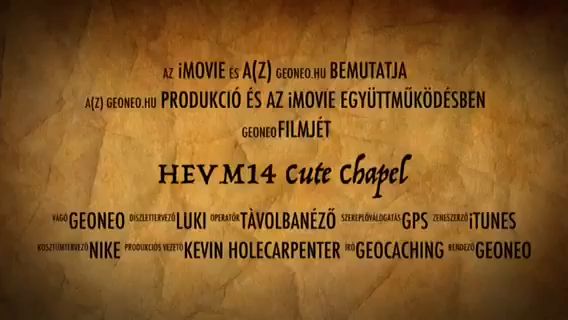 AZ iMOVIE ÉS A(Z) GEONEO.HU BEMUTATJA
A(Z) GEONEO.HU PRODUKCIÓ ÉS AZ iMOVIE EGYÜTTMŰKÖDÉSBEN
GEONEO FILMJÉT
HEV M14 Cute Chapel
VÁGÓ GEONEO DÍSZLETTERVEZŐ LUKI OPERATŐR TÀVOLBANÉZŐ SZEREPLŐVÁLOGATÁS GPS ZENESZERZŐ iTUNES
KOSZTÜMTERVEZŐ NIKE PRODUKCIÓS VEZETŐ KEVIN HOLECARPENTER ÍRÓ GEOCACHING RENDEZŐ GEONEO